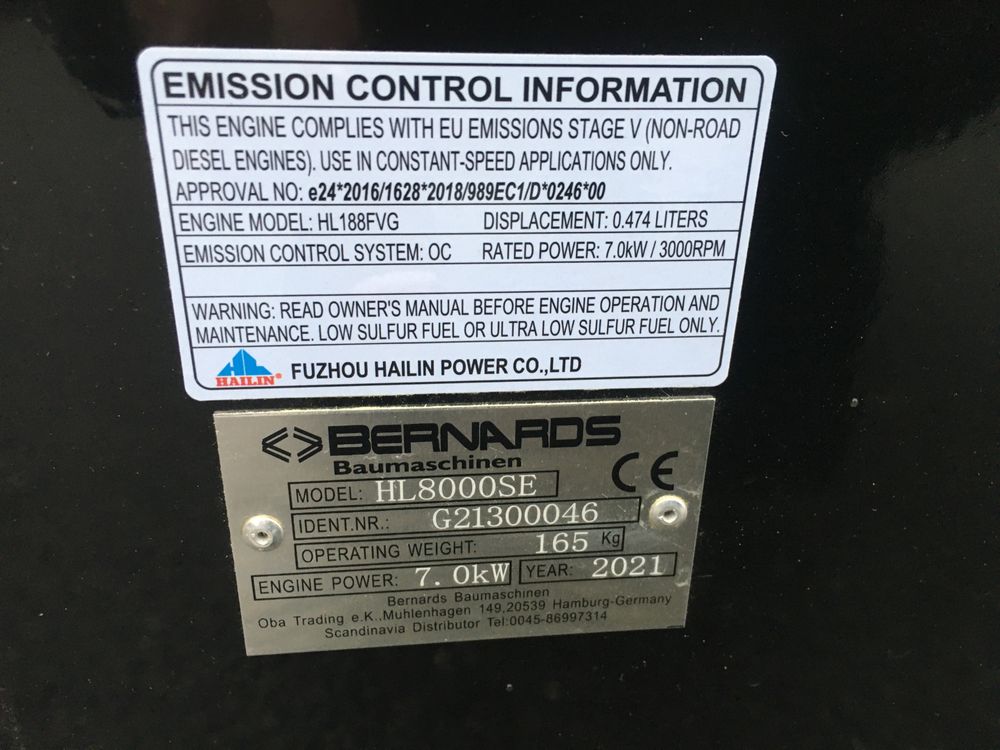 EMISSION CONTROL INFORMATION
THIS ENGINE COMPLIES WITH EU EMISSIONS STAGE V (NON-ROAD
DIESEL ENGINES). USE IN CONSTANT-SPEED APPLICATIONS ONLY.
APPROVAL NO: e24*2016/1628*2018/989EC1/D*0246*00
ENGINE MODEL: HL188FVG DISPLACEMENT: 0.474 LITERS
EMISSION CONTROL SYSTEM: OC RATED POWER: 7.0kW / 3000RPM
WARNING: READ OWNER'S MANUAL BEFORE ENGINE OPERATION AND
MAINTENANCE. LOW SULFUR FUEL OR ULTRA LOW SULFUR FUEL ONLY.
HL
HAILIN® FUZHOU HAILIN POWER CO.,LTD
BERNARDS
Baumaschinen
CE
MODEL: HL8000SE
IDENT.NR.: G21300046
OPERATING WEIGHT: 165 Kg
ENGINE POWER: 7.0kW YEAR: 2021
Bernards Baumaschinen
Oba Trading e.K.,Muhlenhagen 149,20539 Hamburg-Germany
Scandinavia Distributor Tel:0045-86997314